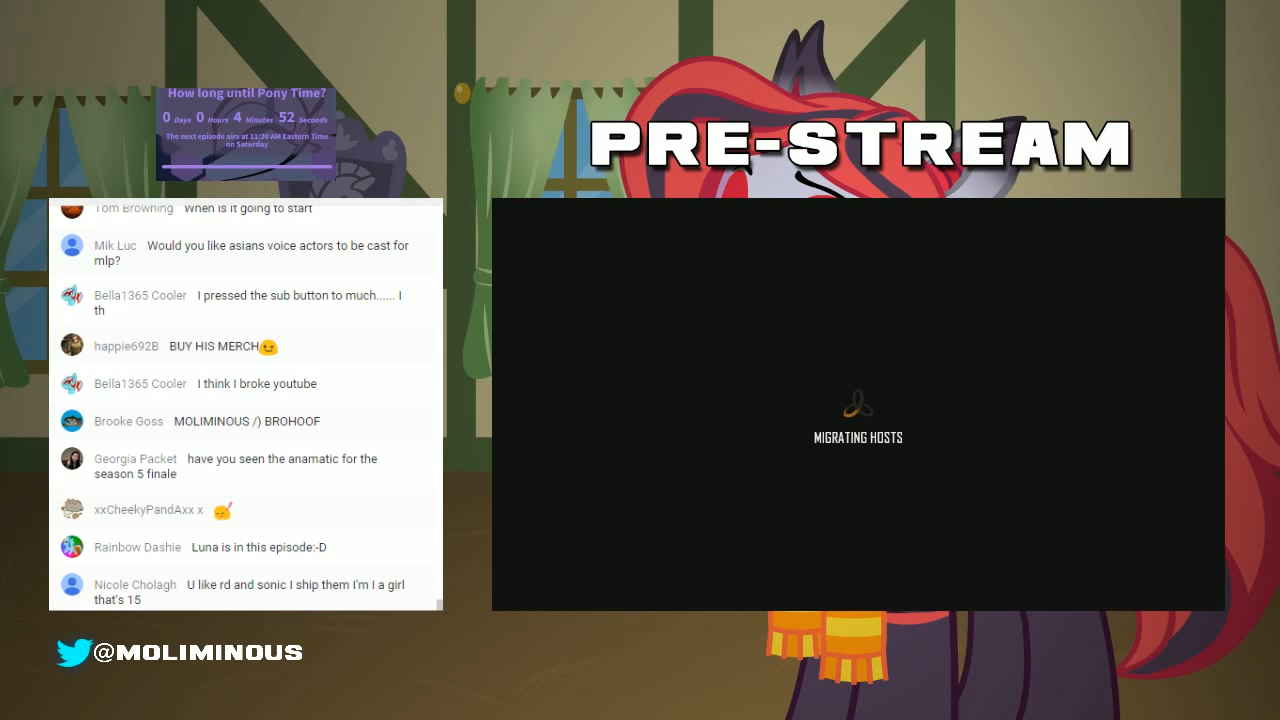 How long until Pony Time?
0 Days 0 Hours 4 Minutes 52 Seconds
The next episode airs at 11:30 AM Eastern Time
on Saturday
PRE-STREAM
Tom Browning When is it going to start
Mik Luc Would you like asians voice actors to be cast for
mlp?
Bella1365 Cooler I pressed the sub button to much...... I
th
happie692B BUY HIS MERCH😉
Bella1365 Cooler I think I broke youtube
Brooke Goss MOLIMINOUS /) BROHOOF
Georgia Packet have you seen the anamatic for the
season 5 finale
xxCheekyPandAxx x
Rainbow Dashie Luna is in this episode:-D
Nicole Cholagh U like rd and sonic I ship them I'm I a girl
that's 15
MIGRATING HOSTS
@MOLIMINOUS